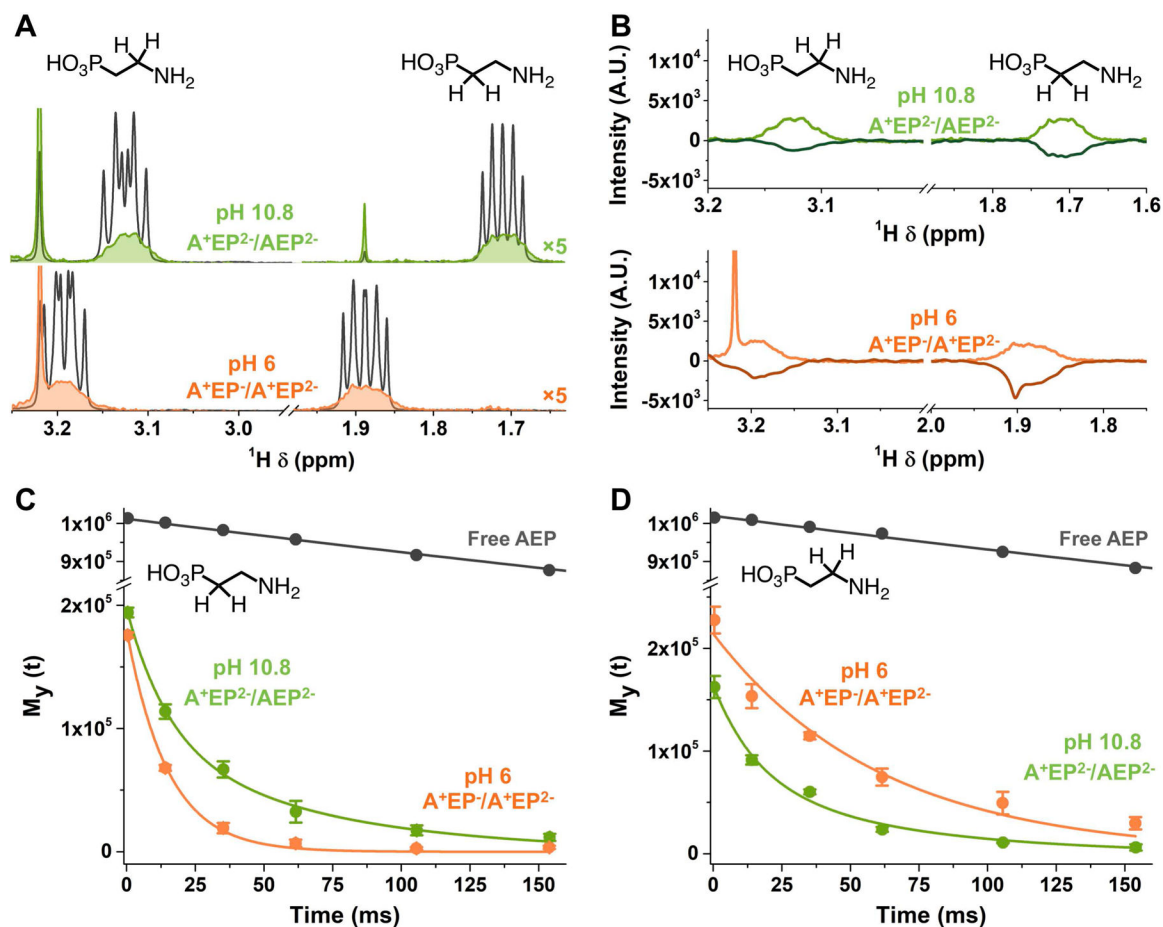 A
H H
HO₃P NH₂
HO₃P NH₂
H H
pH 10.8
A⁺EP²⁻/AEP²⁻
×5
pH 6
A⁺EP⁻/A⁺EP²⁻
×5
3.2 3.1 3.0 1.9 1.8 1.7
¹H δ (ppm)
B
Intensity (A.U.)
1x10⁴
5x10³
0
-5x10³
H H
HO₃P NH₂
HO₃P NH₂
H H
pH 10.8
A⁺EP²⁻/AEP²⁻
3.2 3.1 1.8 1.7 1.6
¹H δ (ppm)
Intensity (A.U.)
1x10⁴
5x10³
0
-5x10³
pH 6
A⁺EP⁻/A⁺EP²⁻
3.2 2.0 1.9 1.8
¹H δ (ppm)
C
M_y (t)
1x10⁶
9x10⁵
2x10⁵
1x10⁵
0
Free AEP
HO₃P NH₂
H H
pH 10.8
A⁺EP²⁻/AEP²⁻
pH 6
A⁺EP⁻/A⁺EP²⁻
0 25 50 75 100 125 150
Time (ms)
D
M_y (t)
1x10⁶
9x10⁵
2x10⁵
1x10⁵
0
Free AEP
H H
HO₃P NH₂
pH 6
A⁺EP⁻/A⁺EP²⁻
pH 10.8
A⁺EP²⁻/AEP²⁻
0 25 50 75 100 125 150
Time (ms)